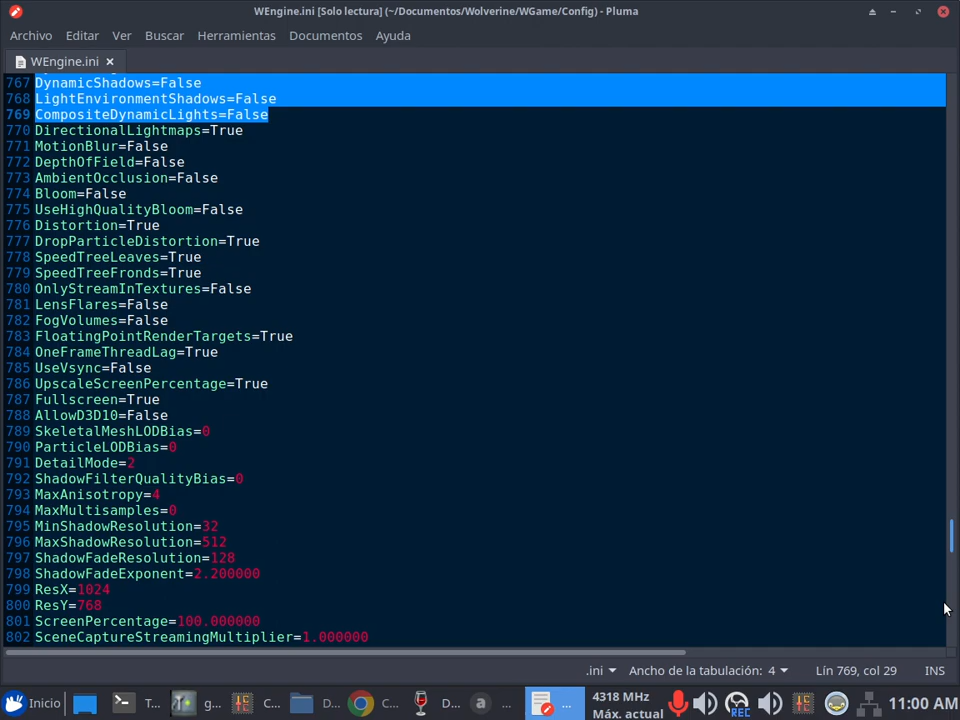 WEngine.ini [Solo lectura] (~/Documentos/Wolverine/WGame/Config) - Pluma
Archivo Editar Ver Buscar Herramientas Documentos Ayuda
WEngine.ini
767 DynamicShadows=False
768 LightEnvironmentShadows=False
769 CompositeDynamicLights=False
770 DirectionalLightmaps=True
771 MotionBlur=False
772 DepthOfField=False
773 AmbientOcclusion=False
774 Bloom=False
775 UseHighQualityBloom=False
776 Distortion=True
777 DropParticleDistortion=True
778 SpeedTreeLeaves=True
779 SpeedTreeFronds=True
780 OnlyStreamInTextures=False
781 LensFlares=False
782 FogVolumes=False
783 FloatingPointRenderTargets=True
784 OneFrameThreadLag=True
785 UseVsync=False
786 UpscaleScreenPercentage=True
787 Fullscreen=True
788 AllowD3D10=False
789 SkeletalMeshLODBias=0
790 ParticleLODBias=0
791 DetailMode=2
792 ShadowFilterQualityBias=0
793 MaxAnisotropy=4
794 MaxMultisamples=0
795 MinShadowResolution=32
796 MaxShadowResolution=512
797 ShadowFadeResolution=128
798 ShadowFadeExponent=2.200000
799 ResX=1024
800 ResY=768
801 ScreenPercentage=100.000000
802 SceneCaptureStreamingMultiplier=1.000000
.ini Ancho de la tabulación: 4 Lín 769, col 29 INS
Inicio T... g... C... D... C... D... ... ... 4318 MHz Máx. actual REC 11:00 AM